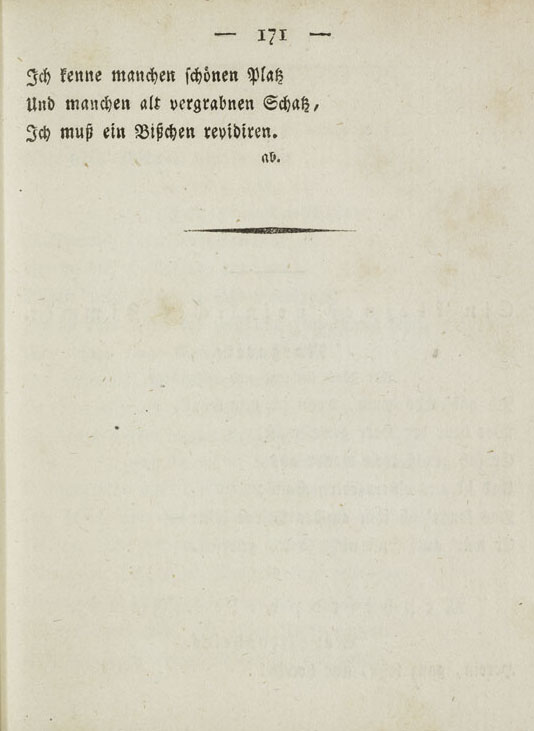 — 171 —
Ich kenne manchen schönen Platz
Und manchen alt vergrabnen Schatz,
Ich muß ein Bißchen revidiren.
ab.